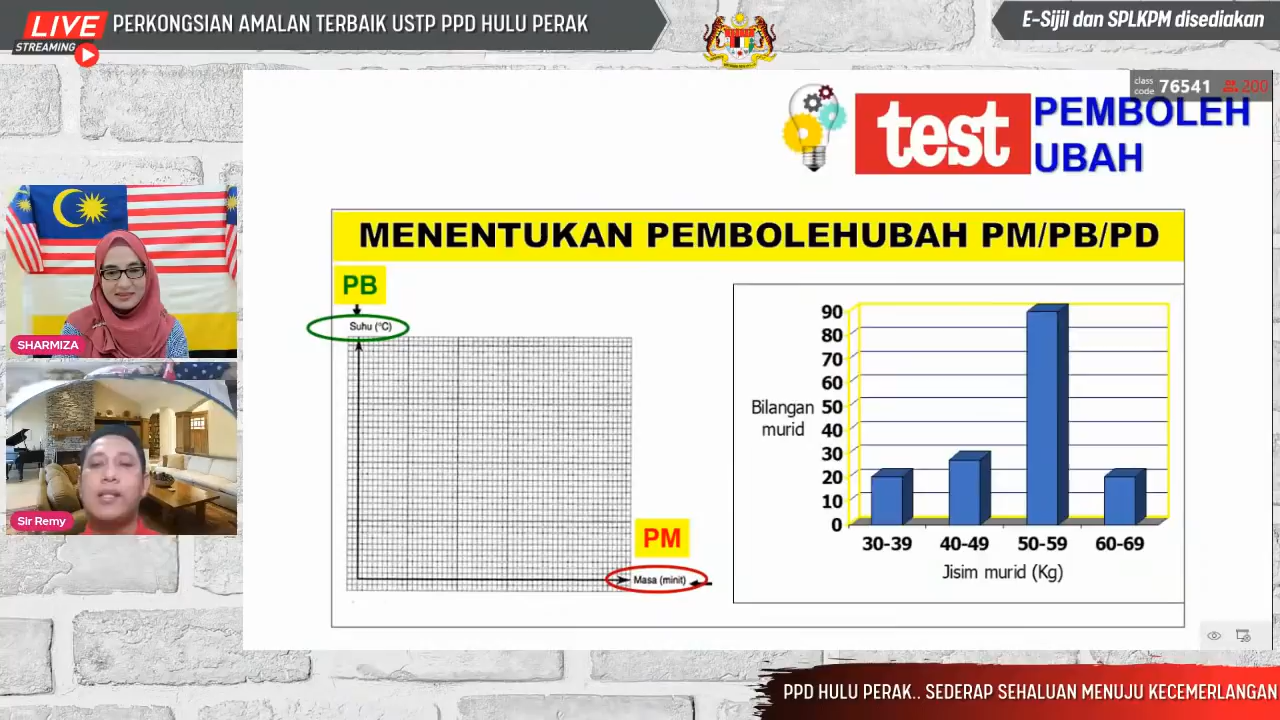 LIVE
STREAMING
PERKONGSIAN AMALAN TERBAIK USTP PPD HULU PERAK
E-Sijil dan SPLKPM disediakan
class
code 76541 200
test PEMBOLEH
UBAH
MENENTUKAN PEMBOLEHUBAH PM/PB/PD
PB
Suhu (°C)
PM
Masa (minit)
Bilangan
murid
90
80
70
60
50
40
30
20
10
0
30-39 40-49 50-59 60-69
Jisim murid (Kg)
SHARMIZA
Sir Remy
PPD HULU PERAK.. SEDERAP SEHALUAN MENUJU KECEMERLANGAN